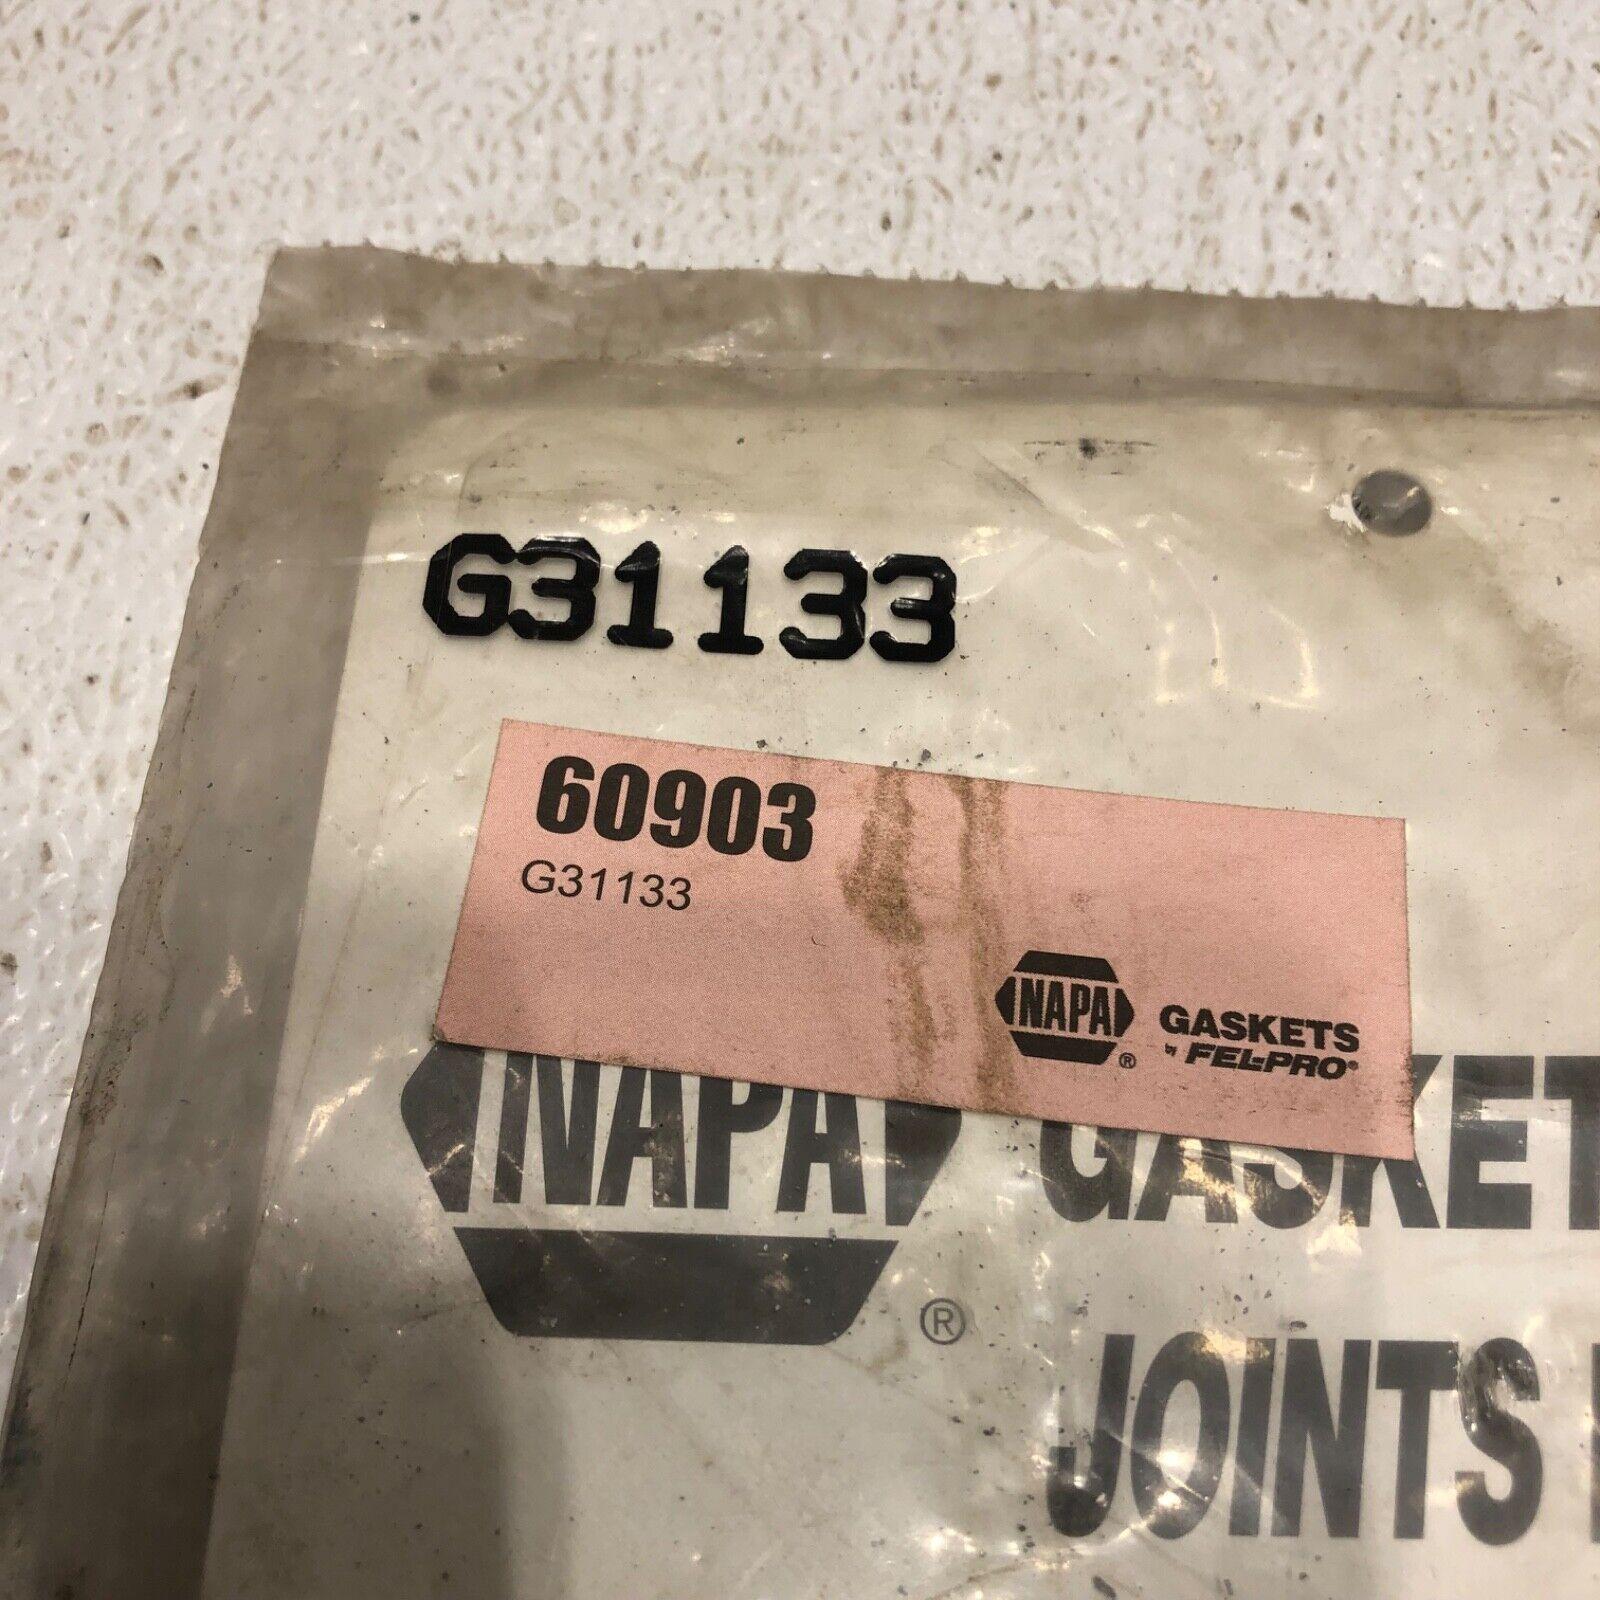 G31133
60903
G31133
NAPA
®
GASKETS
by FEL-PRO®
NAPA
®
GASKET
JOINTS